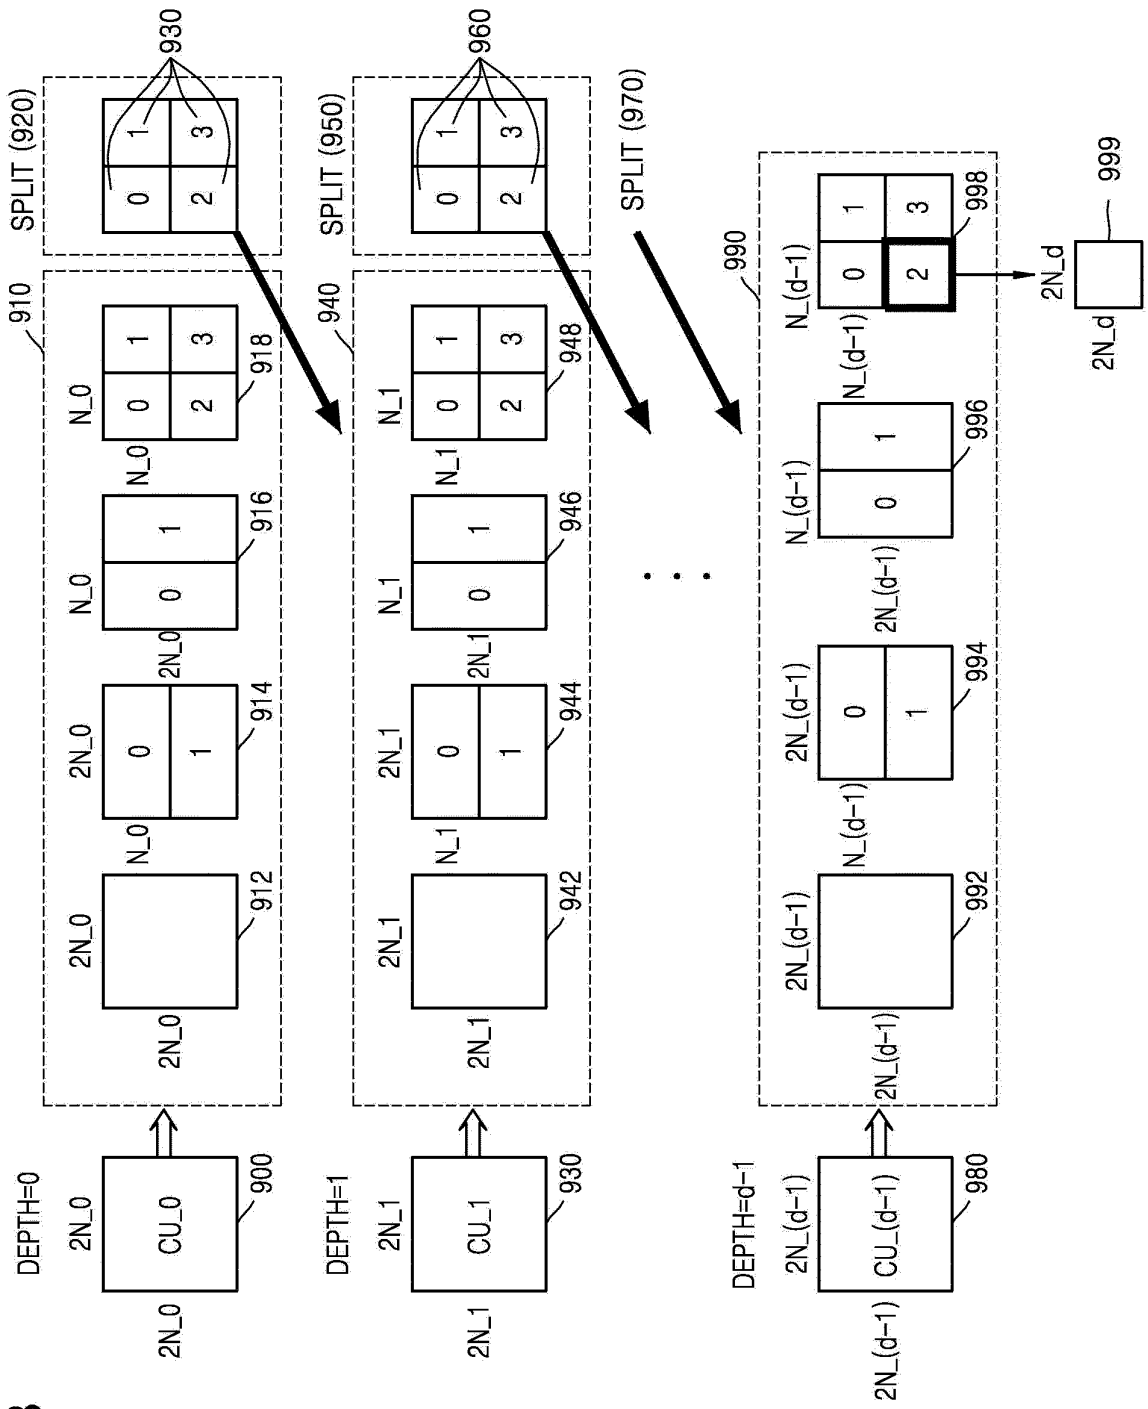 DEPTH=0
2N_0
2N_0
CU_0
900
910
2N_0
2N_0
912
2N_0
N_0
0
1
914
N_0
2N_0
0
1
916
N_0
N_0
0
1
2
3
918
SPLIT (920)
0
1
2
3
930
DEPTH=1
2N_1
2N_1
CU_1
930
940
2N_1
2N_1
942
2N_1
N_1
0
1
944
N_1
2N_1
0
1
946
N_1
N_1
0
1
2
3
948
SPLIT (950)
0
1
2
3
960
SPLIT (970)
DEPTH=d-1
2N_(d-1)
2N_(d-1)
CU_(d-1)
980
990
2N_(d-1)
2N_(d-1)
992
2N_(d-1)
N_(d-1)
0
1
994
N_(d-1)
2N_(d-1)
0
1
996
N_(d-1)
N_(d-1)
0
1
2
3
998
2N_d
2N_d
999